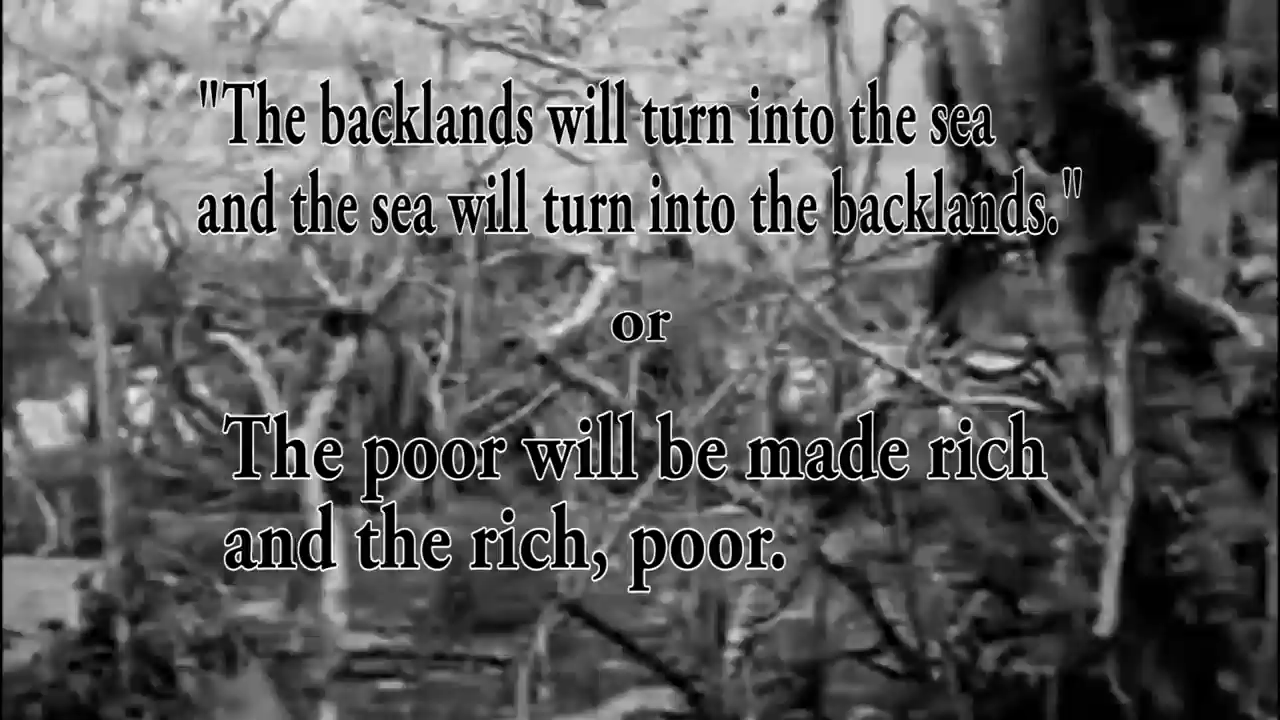 "The backlands will turn into the sea
and the sea will turn into the backlands."
or
The poor will be made rich
and the rich, poor.